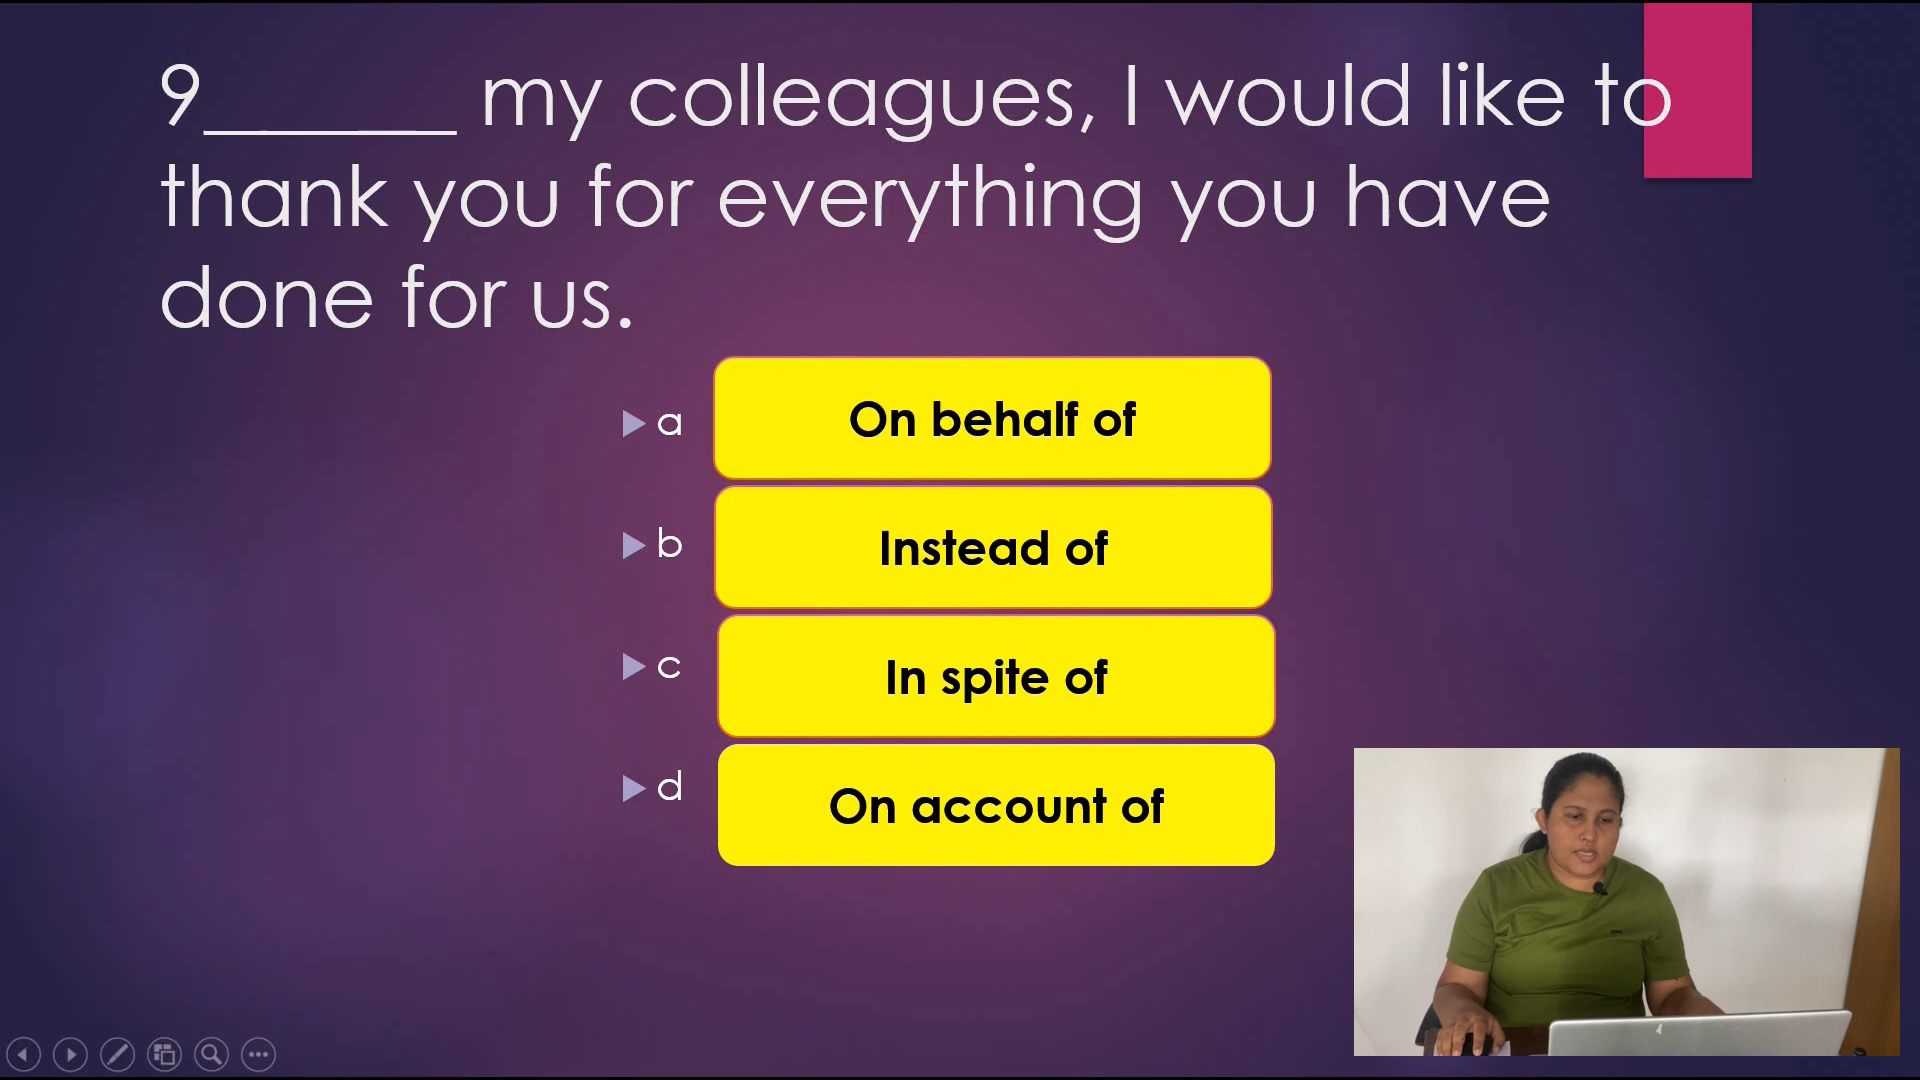 9______ my colleagues, I would like to
thank you for everything you have
done for us.
a On behalf of
b Instead of
c In spite of
d On account of